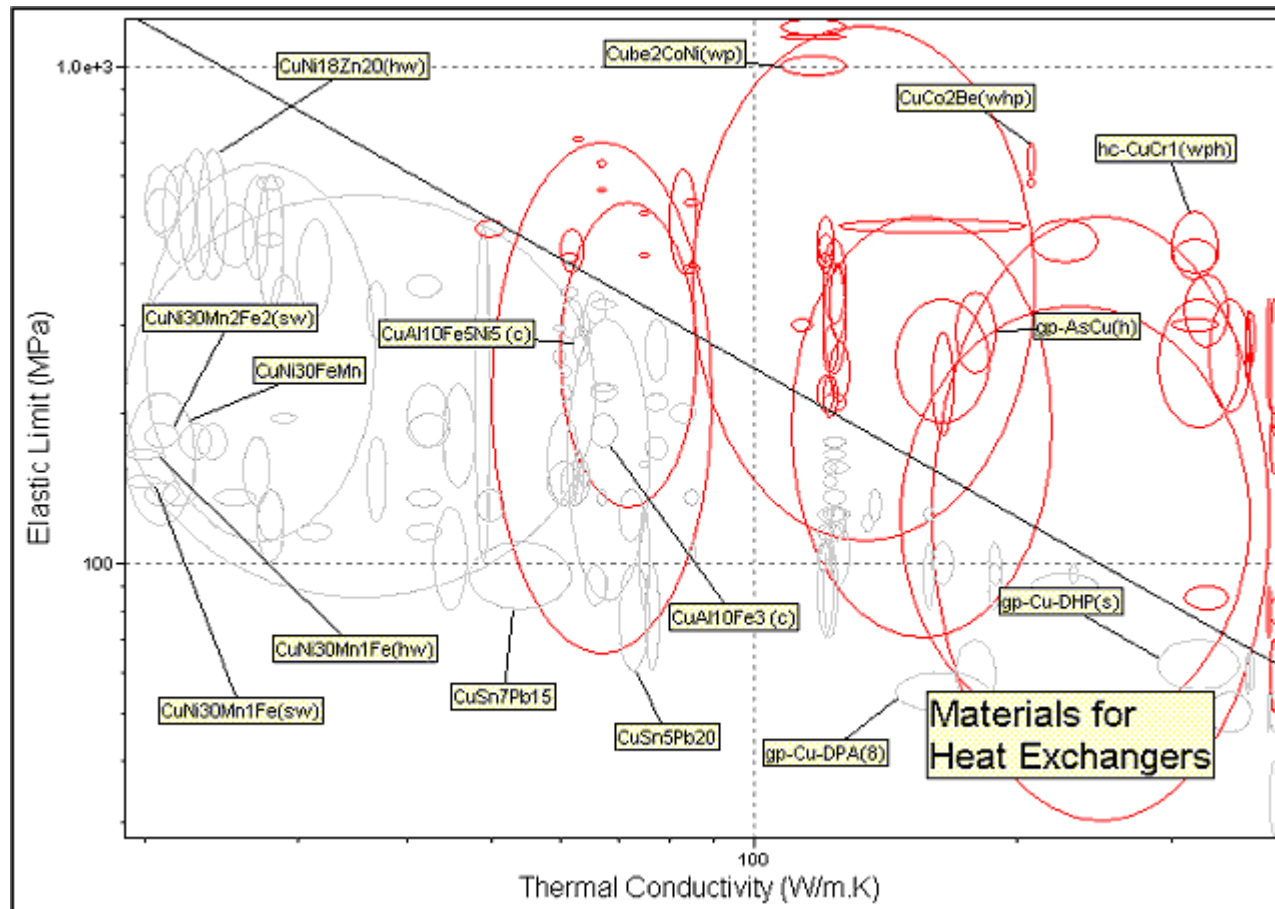 CuNi18Zn20(hw)
Cube2CoNi(wp)
1.0e+3
CuCo2Be(whp)
hc-CuCr1(wph)
CuNi30Mn2Fe2(sw)
CuAl10Fe5Ni5 (c)
gp-AsCu(h)
CuNi30FeMn
Elastic Limit (MPa)
100
gp-Cu-DHP(s)
CuAl10Fe3 (c)
CuNi30Mn1Fe(hw)
CuSn7Pb15
CuNi30Mn1Fe(sw)
CuSn5Pb20
gp-Cu-DPA(8)
Materials for
Heat Exchangers
100
Thermal Conductivity (W/m.K)